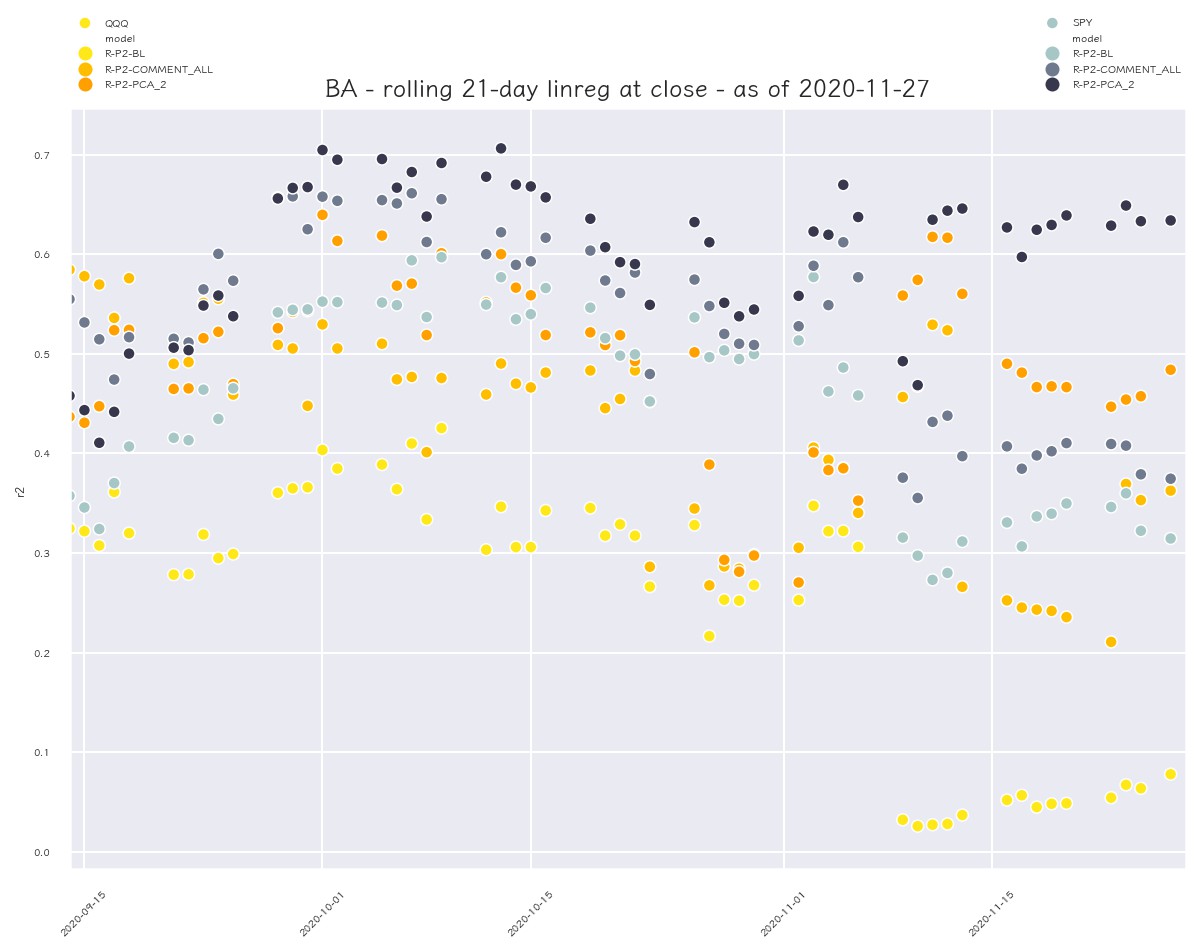 QQQ
model
R-P2-BL
R-P2-COMMENT_ALL
R-P2-PCA_2
SPY
model
R-P2-BL
R-P2-COMMENT_ALL
R-P2-PCA_2
BA - rolling 21-day linreg at close - as of 2020-11-27
0.7
0.6
0.5
0.4
r2
0.3
0.2
0.1
0.0
2020-09-15
2020-10-01
2020-10-15
2020-11-01
2020-11-15